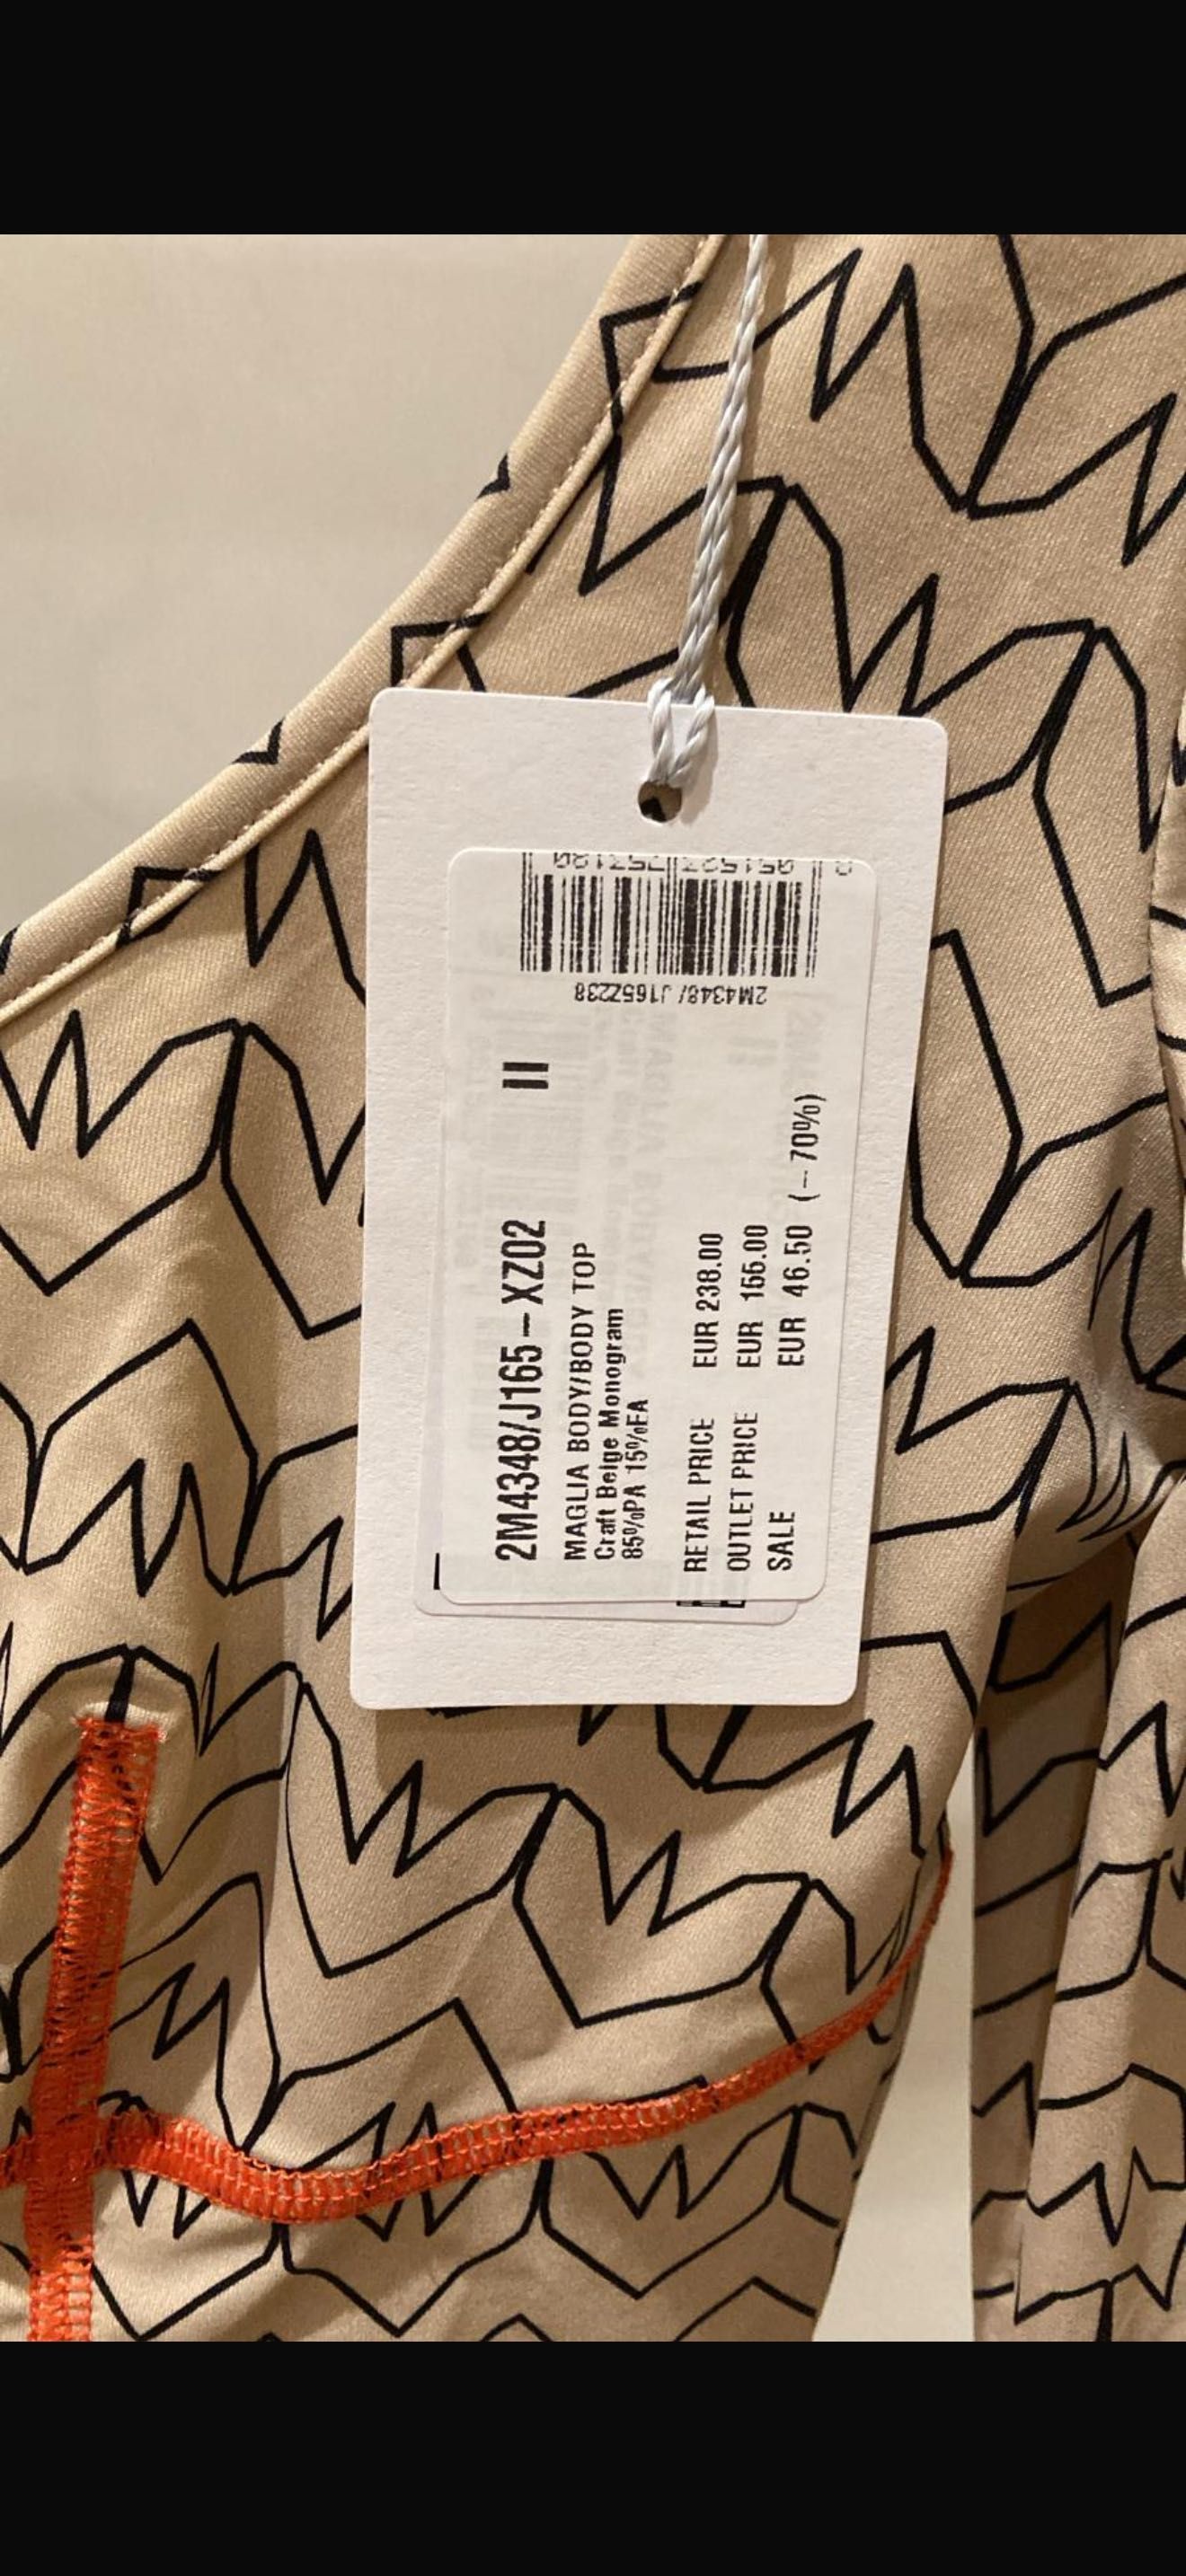 2M4348/J165-XZ02 II
MAGLIA BODY/BODY TOP
Craft Beige Monogram
85%PA 15%EA
RETAIL PRICE EUR 238.00
OUTLET PRICE EUR 155.00
SALE EUR 46.50 (-70%)
2M4348/ J165Z238